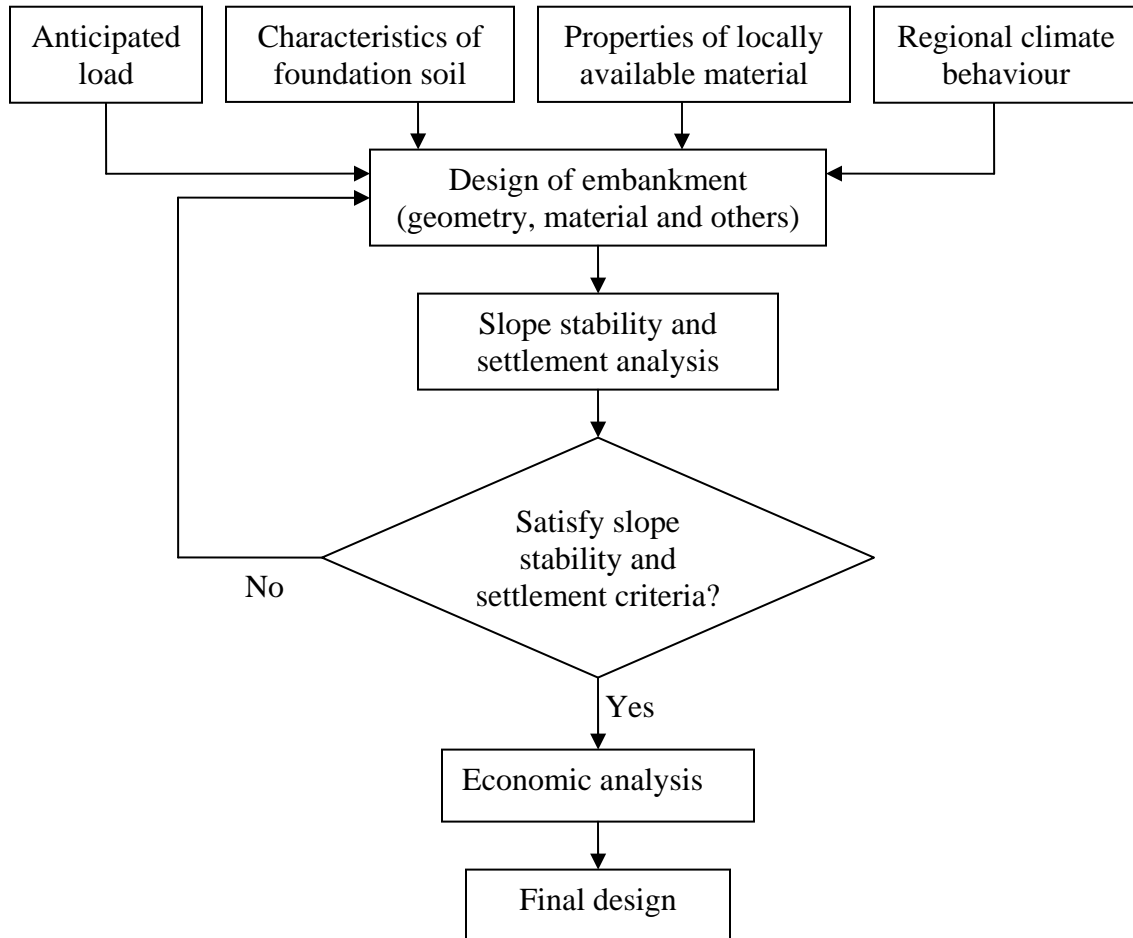 Anticipated
load
Characteristics of
foundation soil
Properties of locally
available material
Regional climate
behaviour
Design of embankment
(geometry, material and others)
Slope stability and
settlement analysis
Satisfy slope
stability and
settlement criteria?
No
Yes
Economic analysis
Final design